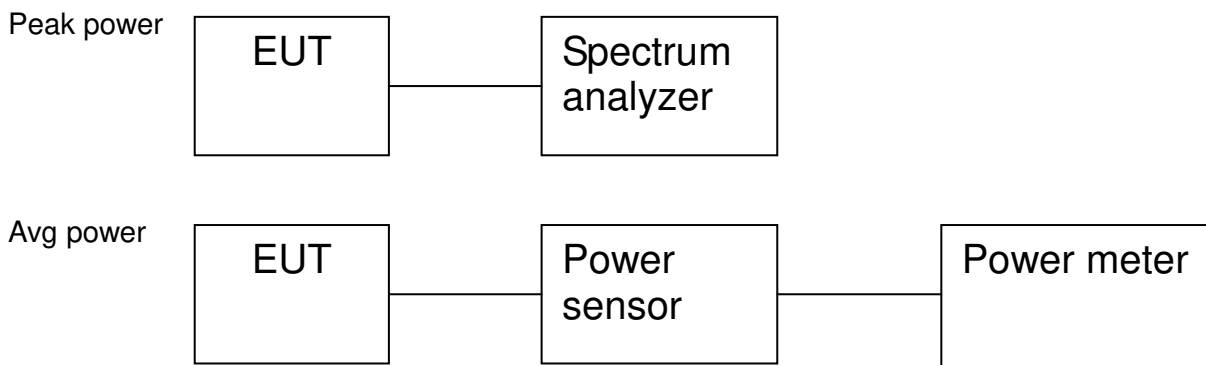 Peak power
EUT
Spectrum
analyzer
Avg power
EUT
Power
sensor
Power meter